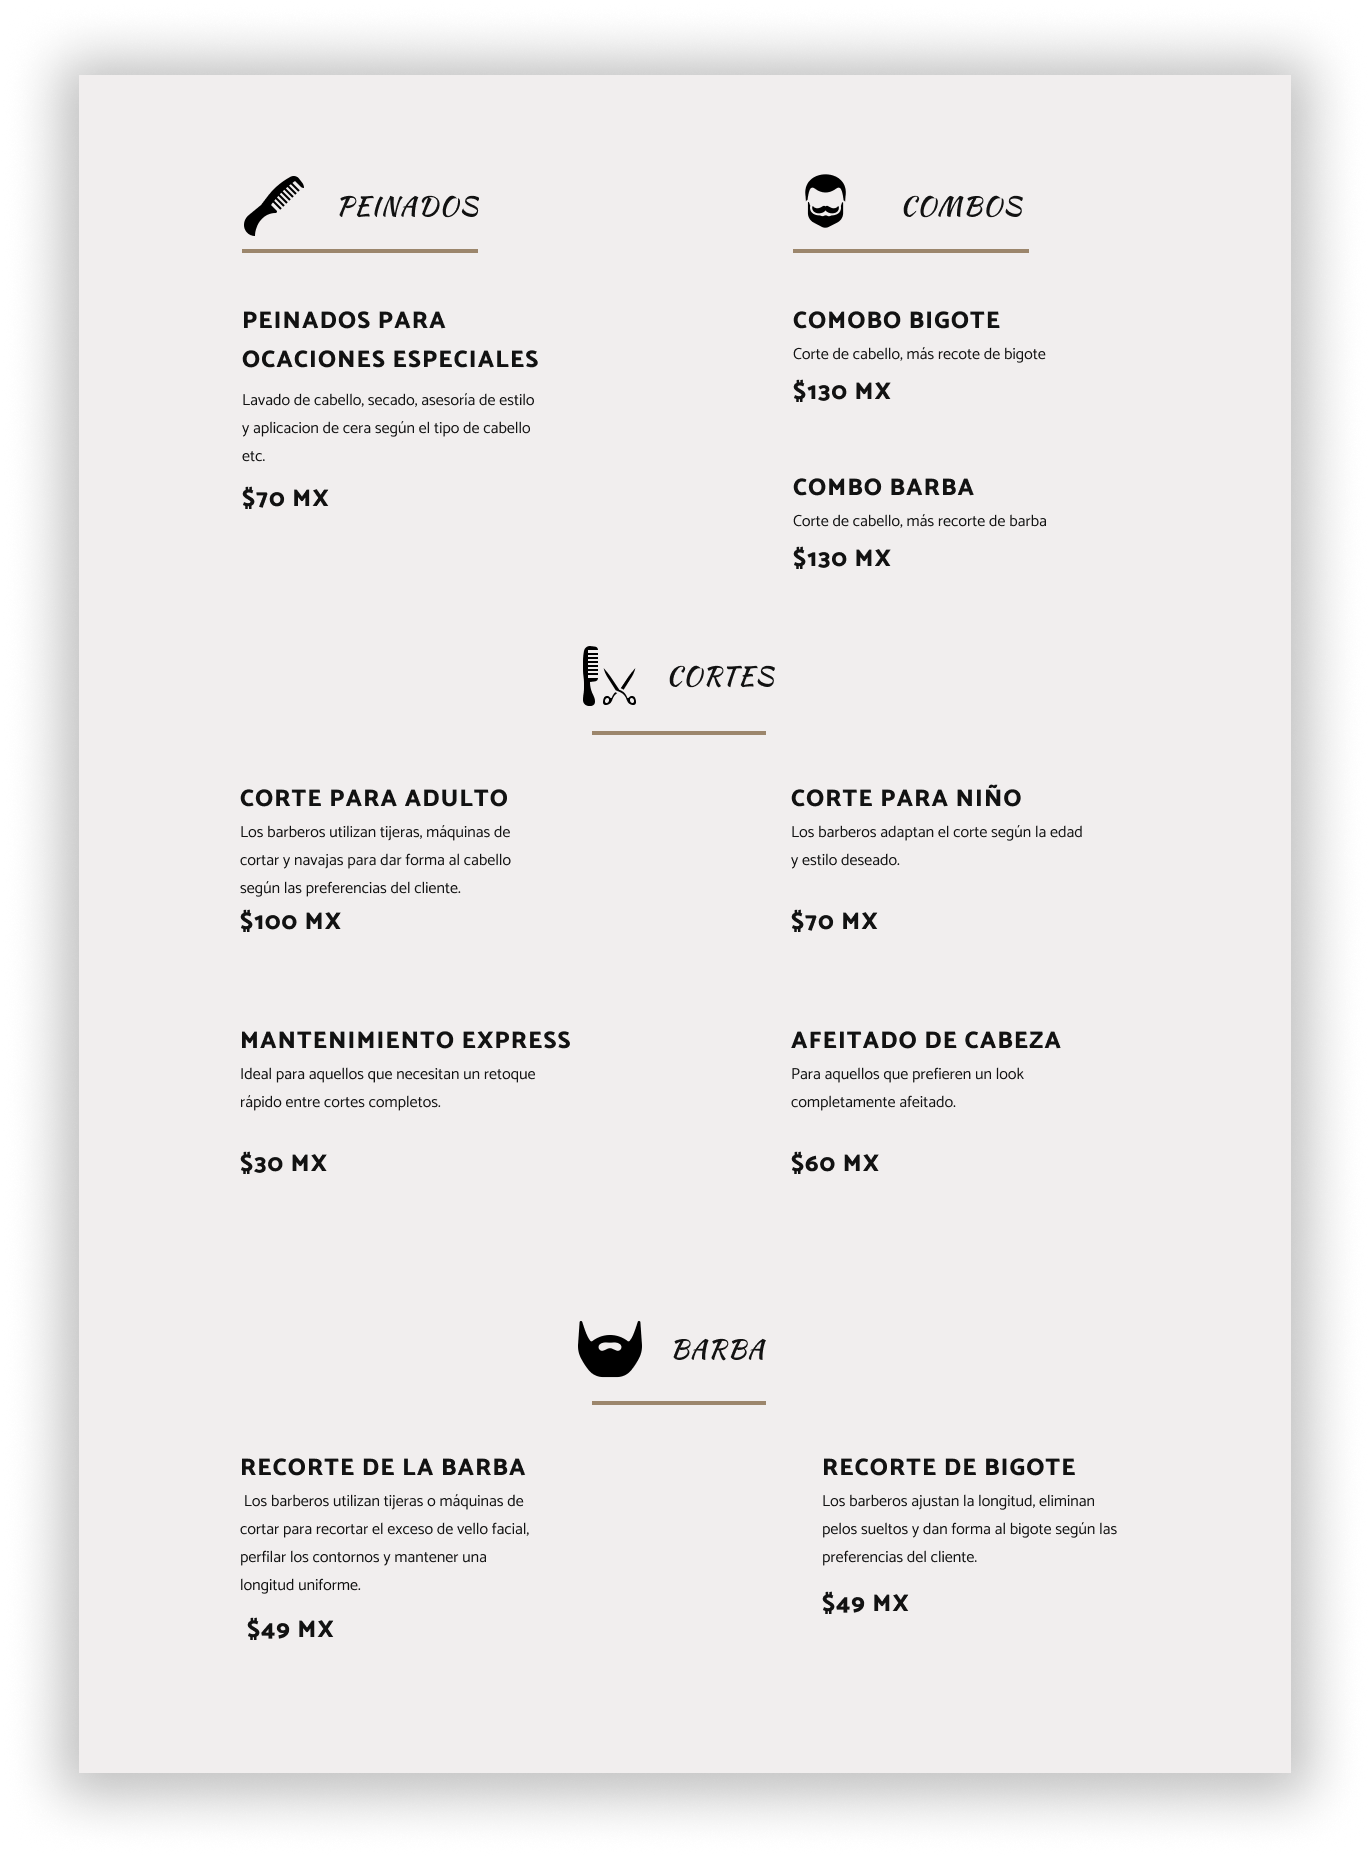 PEINADOS
PEINADOS PARA
OCACIONES ESPECIALES
Lavado de cabello, secado, asesoría de estilo
y aplicacion de cera según el tipo de cabello
etc.
$70 MX
COMBOS
COMOBO BIGOTE
Corte de cabello, más recote de bigote
$130 MX
COMBO BARBA
Corte de cabello, más recorte de barba
$130 MX
CORTES
CORTE PARA ADULTO
Los barberos utilizan tijeras, máquinas de
cortar y navajas para dar forma al cabello
según las preferencias del cliente.
$100 MX
CORTE PARA NIÑO
Los barberos adaptan el corte según la edad
y estilo deseado.
$70 MX
MANTENIMIENTO EXPRESS
Ideal para aquellos que necesitan un retoque
rápido entre cortes completos.
$30 MX
AFEITADO DE CABEZA
Para aquellos que prefieren un look
completamente afeitado.
$60 MX
BARBA
RECORTE DE LA BARBA
Los barberos utilizan tijeras o máquinas de
cortar para recortar el exceso de vello facial,
perfilar los contornos y mantener una
longitud uniforme.
$49 MX
RECORTE DE BIGOTE
Los barberos ajustan la longitud, eliminan
pelos sueltos y dan forma al bigote según las
preferencias del cliente.
$49 MX